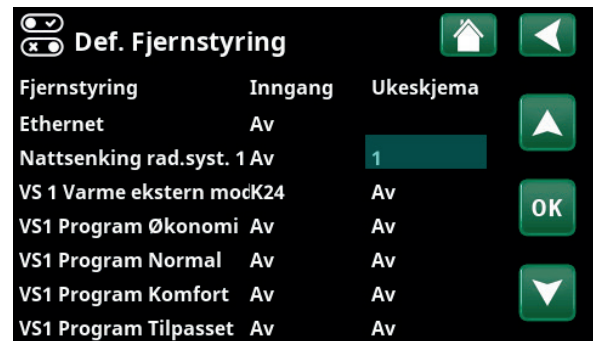 Def. Fjernstyring
Fjernstyring Inngang Ukeskjema
Ethernet Av
Nattsenking rad.syst. 1 Av 1
VS 1 Varme ekstern mod K24 Av
VS1 Program Økonomi Av Av
OK
VS1 Program Normal Av Av
VS1 Program Komfort Av Av
VS1 Program Tilpasset Av Av